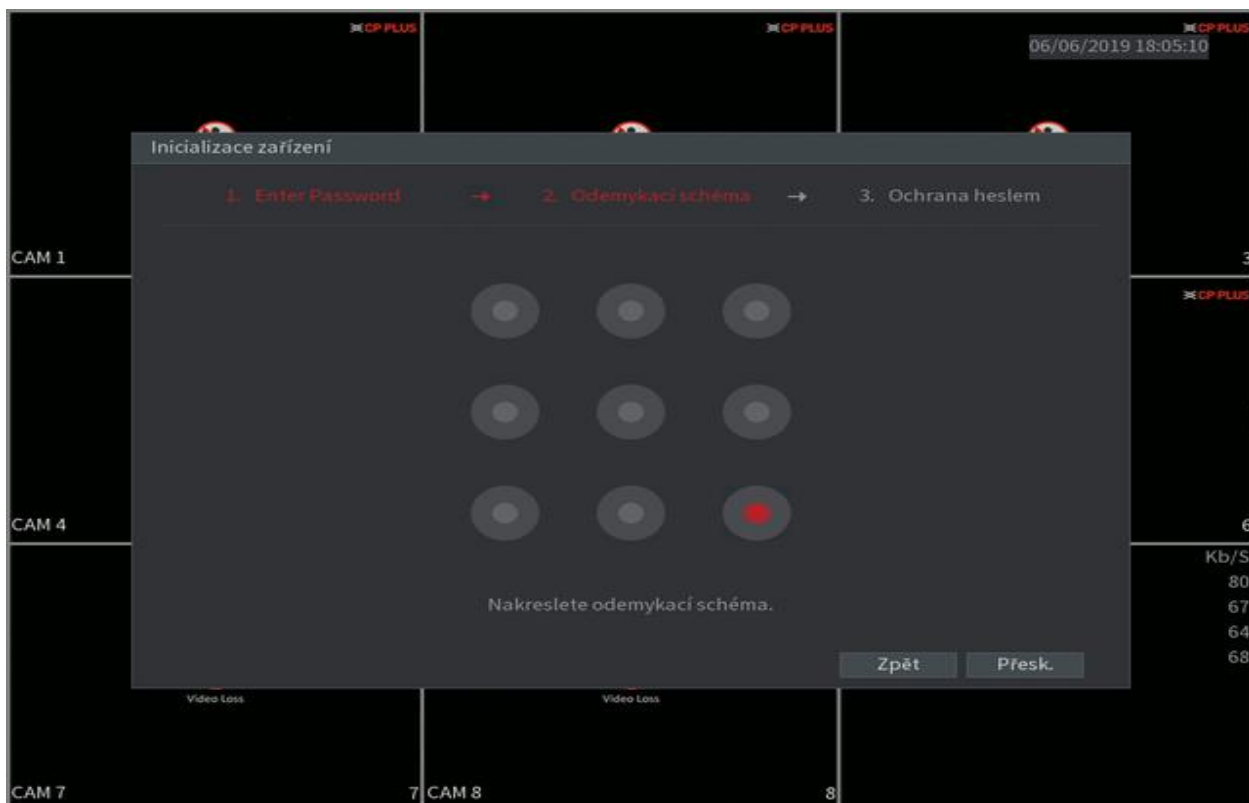 CP PLUS
CP PLUS
CP PLUS
06/06/2019 18:05:10
Inicializace zařízení
1. Enter Password → 2. Odemykací schéma → 3. Ochrana heslem
CAM 1
3
CP PLUS
CAM 4
6
Nakreslete odemykací schéma.
Kb/S
80
67
64
68
Zpět
Přesk.
Video Loss
Video Loss
CAM 7
7
CAM 8
8